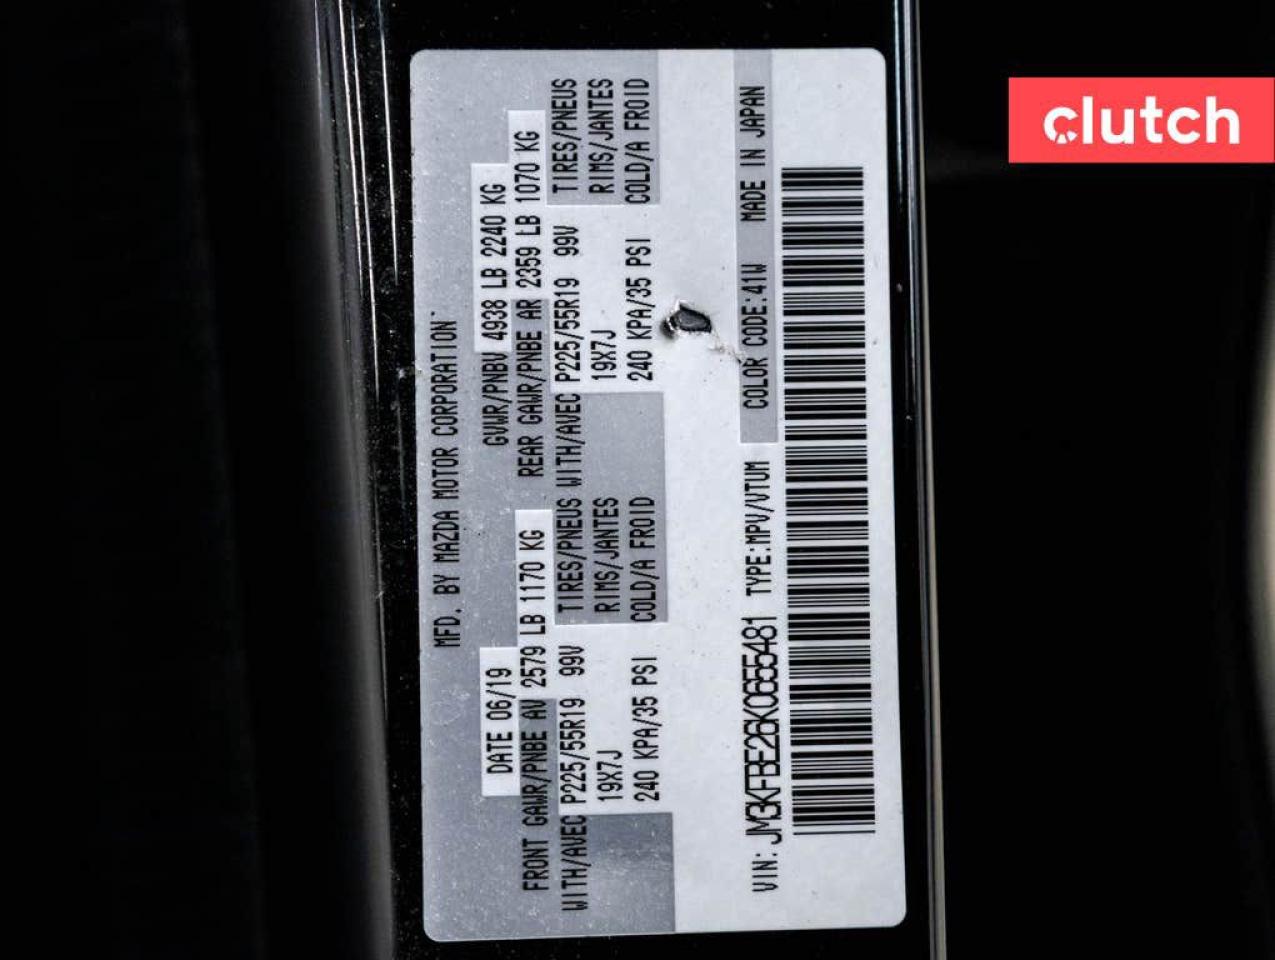 clutch
MFD. BY MAZDA MOTOR CORPORATION
DATE 06/19 GVWR/PNBV 4938 LB 2240 KG
FRONT GAWR/PNBE AV 2579 LB 1170 KG REAR GAWR/PNBE AR 2359 LB 1070 KG
WITH/AVEC P225/55R19 99V TIRES/PNEUS WITH/AVEC P225/55R19 99V TIRES/PNEUS
19X7J RIMS/JANTES 19X7J RIMS/JANTES
240 KPA/35 PSI COLD/A FROID 240 KPA/35 PSI COLD/A FROID
VIN: JM3KFBE26K0655481 TYPE:MPV/VTUM COLOR CODE:41W MADE IN JAPAN